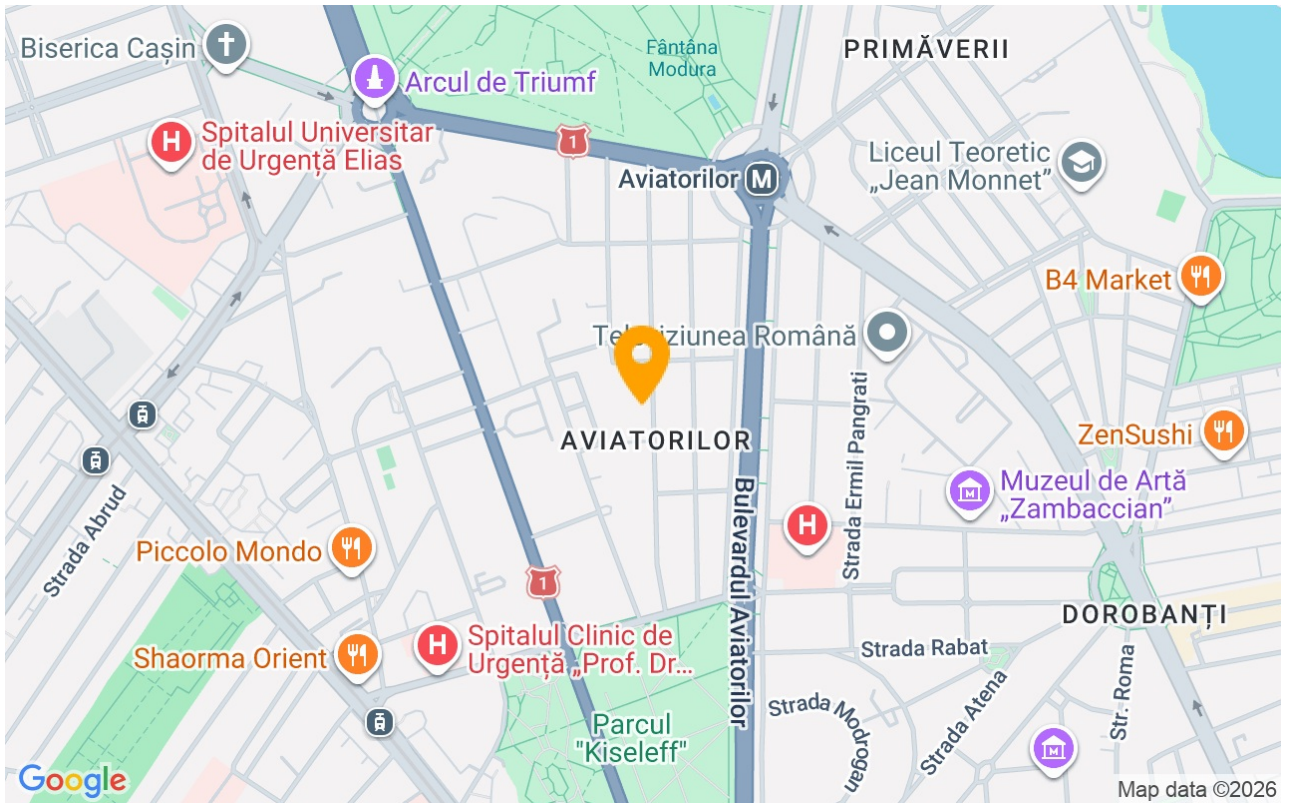 Biserica Cașin
Arcul de Triumf
Fântâna
Modura
PRIMĂVERII
Spitalul Universitar
de Urgență Elias
1
Aviatorilor
M
Liceul Teoretic
„Jean Monnet”
B4 Market
Televiziunea Română
AVIATORILOR
Strada Ermil Pangrati
ZenSushi
Bulevardul Aviatorilor
Muzeul de Artă
„Zambaccian”
H
H
Strada Abrud
Piccolo Mondo
1
DOROBANȚI
Shaorma Orient
H
Spitalul Clinic de
Urgență „Prof. Dr...
Strada Rabat
Strada Atena
Str. Roma
Strada Modrogan
Parcul
"Kiseleff"
Google
Map data ©2026